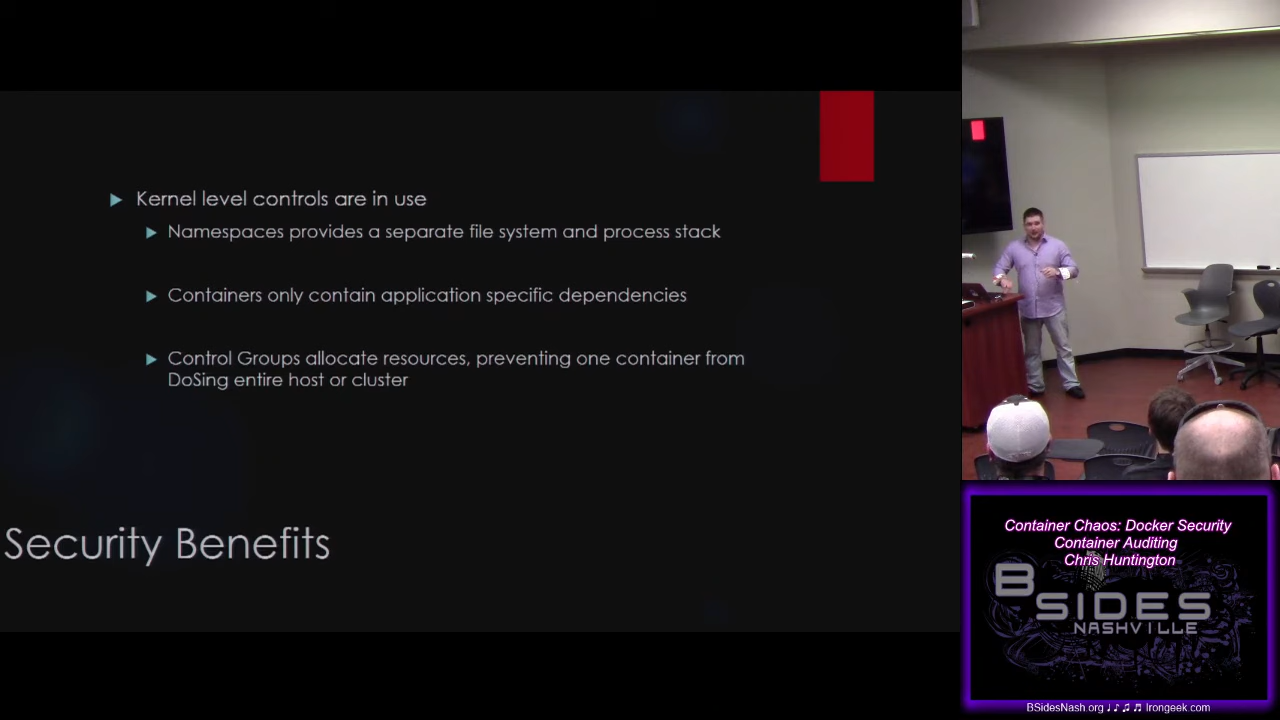 Kernel level controls are in use
Namespaces provides a separate file system and process stack
Containers only contain application specific dependencies
Control Groups allocate resources, preventing one container from
DoSing entire host or cluster
Security Benefits
Container Chaos: Docker Security
Container Auditing
Chris Huntington
BSIDES
NASHVILLE
BSidesNash.org ♩ ♪ ♫ ♬ Irongeek.com